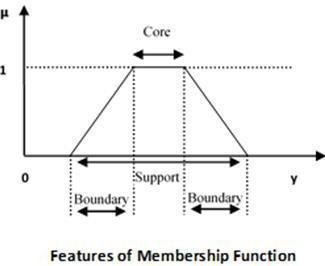 μ
Core
1
0
Support
y
Boundary
Boundary
Features of Membership Function